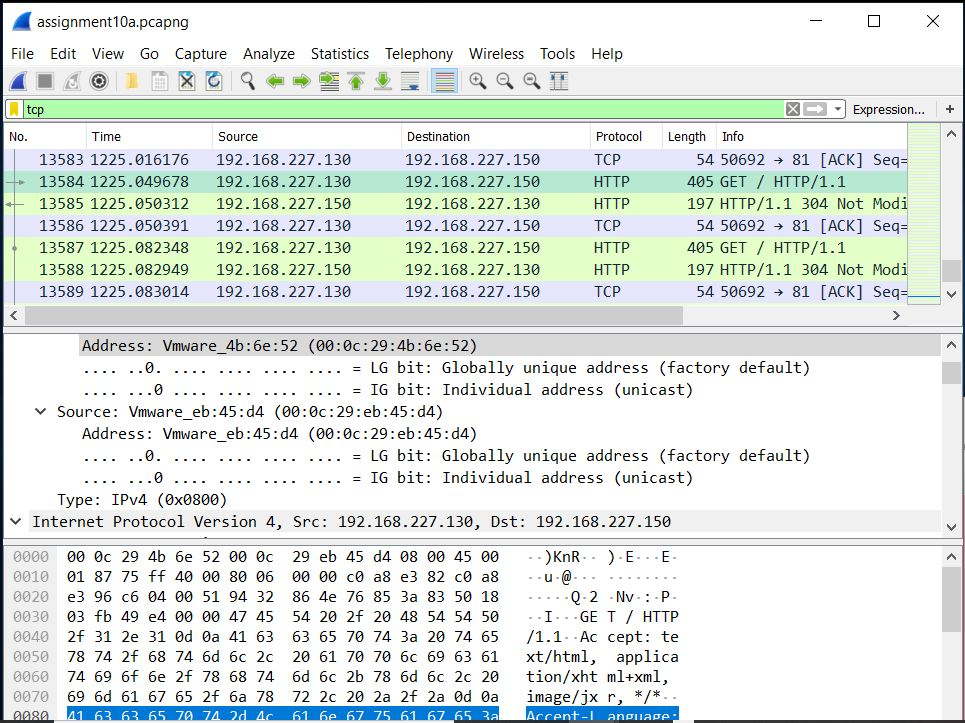 assignment10a.pcapng
File Edit View Go Capture Analyze Statistics Telephony Wireless Tools Help
tcp Expression... +
No. Time Source Destination Protocol Length Info
13583 1225.016176 192.168.227.130 192.168.227.150 TCP 54 50692 → 81 [ACK] Seq=
13584 1225.049678 192.168.227.130 192.168.227.150 HTTP 405 GET / HTTP/1.1
13585 1225.050312 192.168.227.150 192.168.227.130 HTTP 197 HTTP/1.1 304 Not Modi
13586 1225.050391 192.168.227.130 192.168.227.150 TCP 54 50692 → 81 [ACK] Seq=
13587 1225.082348 192.168.227.130 192.168.227.150 HTTP 405 GET / HTTP/1.1
13588 1225.082949 192.168.227.150 192.168.227.130 HTTP 197 HTTP/1.1 304 Not Modi
13589 1225.083014 192.168.227.130 192.168.227.150 TCP 54 50692 → 81 [ACK] Seq=
Address: Vmware_4b:6e:52 (00:0c:29:4b:6e:52)
.... ..0. .... .... .... .... = LG bit: Globally unique address (factory default)
.... ...0 .... .... .... .... = IG bit: Individual address (unicast)
Source: Vmware_eb:45:d4 (00:0c:29:eb:45:d4)
Address: Vmware_eb:45:d4 (00:0c:29:eb:45:d4)
.... ..0. .... .... .... .... = LG bit: Globally unique address (factory default)
.... ...0 .... .... .... .... = IG bit: Individual address (unicast)
Type: IPv4 (0x0800)
Internet Protocol Version 4, Src: 192.168.227.130, Dst: 192.168.227.150
0000 00 0c 29 4b 6e 52 00 0c 29 eb 45 d4 08 00 45 00 ··)KnR·· )·E···E·
0010 01 87 75 ff 40 00 80 06 00 00 c0 a8 e3 82 c0 a8 ··u·@··· ········
0020 e3 96 c6 04 00 51 94 32 86 4e 76 85 3a 83 50 18 ·····Q·2 ·Nv·:·P·
0030 03 fb 49 e4 00 00 47 45 54 20 2f 20 48 54 54 50 ··I···GE T / HTTP
0040 2f 31 2e 31 0d 0a 41 63 63 65 70 74 3a 20 74 65 /1.1··Ac cept: te
0050 78 74 2f 68 74 6d 6c 2c 20 61 70 70 6c 69 63 61 xt/html, applica
0060 74 69 6f 6e 2f 78 68 74 6d 6c 2b 78 6d 6c 2c 20 tion/xht ml+xml,
0070 69 6d 61 67 65 2f 6a 78 72 2c 20 2a 2f 2a 0d 0a image/jx r, */*··
0080 41 63 63 65 70 74 2d 4c 61 6e 67 75 61 67 65 3a Accept-L anguage: